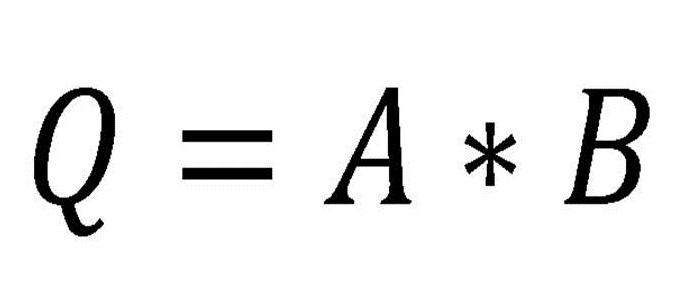 Q = A * B